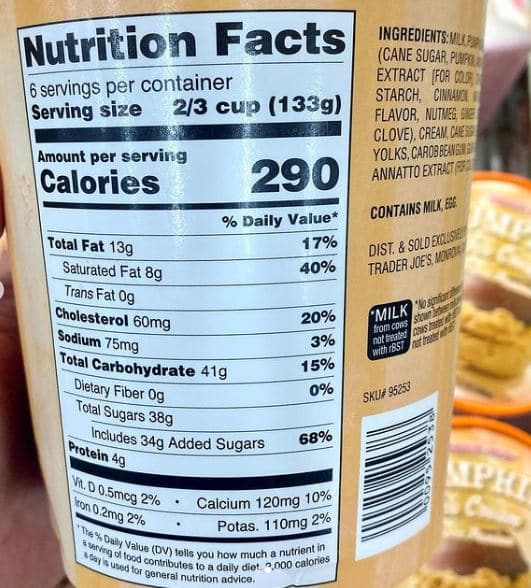 Nutrition Facts
6 servings per container
Serving size 2/3 cup (133g)
Amount per serving
Calories 290
% Daily Value*
Total Fat 13g 17%
Saturated Fat 8g 40%
Trans Fat 0g
Cholesterol 60mg 20%
Sodium 75mg 3%
Total Carbohydrate 41g 15%
Dietary Fiber 0g 0%
Total Sugars 38g
Includes 34g Added Sugars 68%
Protein 4g
Vit. D 0.5mcg 2% • Calcium 120mg 10%
Iron 0.2mg 2% • Potas. 110mg 2%
*The % Daily Value (DV) tells you how much a nutrient in
a serving of food contributes to a daily diet. 2,000 calories
a day is used for general nutrition advice.
INGREDIENTS: MILK,
(CANE SUGAR, PUMPKIN,
EXTRACT [FOR COLOR],
STARCH, CINNAMON,
FLAVOR, NUTMEG, GINGER
CLOVE), CREAM, CANE
YOLKS, CAROB BEAN GUM,
ANNATTO EXTRACT
CONTAINS MILK, EGG.
DIST. & SOLD
TRADER JOE'S,
*MILK
from cows
not treated
with rBST
*No significant
shown between
cows treated
not treated with
SKU# 95253